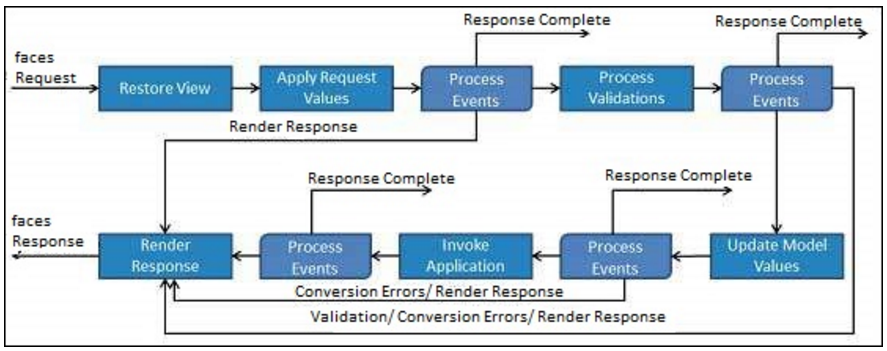 Response Complete
Response Complete
faces
Request
Restore View
Apply Request
Values
Process
Events
Process
Validations
Process
Events
Render Response
Response Complete
Response Complete
faces
Response
Render
Response
Process
Events
Invoke
Application
Process
Events
Update Model
Values
Conversion Errors/ Render Response
Validation/ Conversion Errors/ Render Response